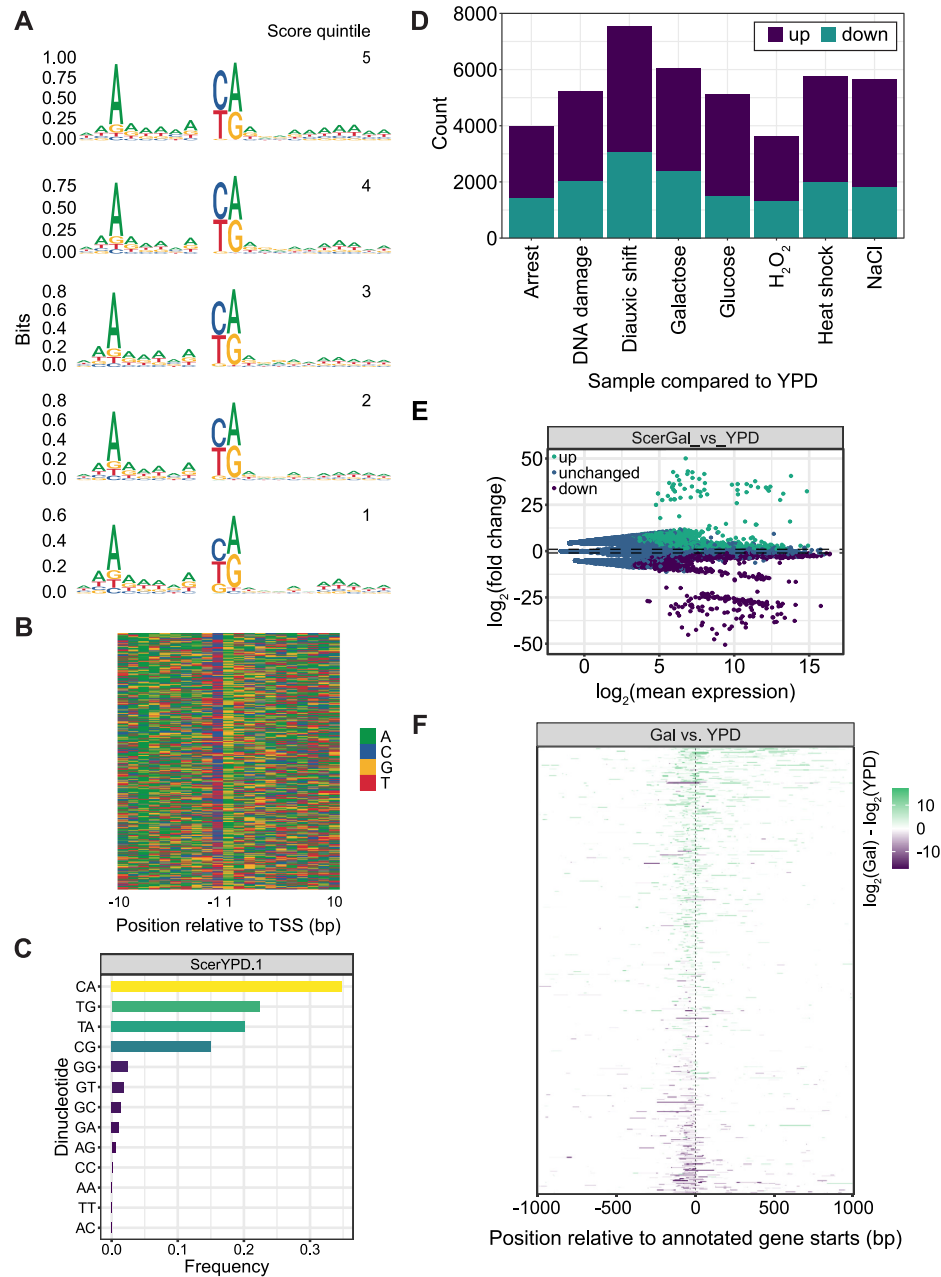 A
Score quintile
5
1.00
0.75
0.50
0.25
0.00
4
0.75
0.50
0.25
0.00
3
0.8
0.6
0.4
0.2
0.0
2
0.8
0.6
0.4
0.2
0.0
1
0.6
0.4
0.2
0.0
Bits
B
A
C
G
T
-10 -1 1 10
Position relative to TSS (bp)
C
ScerYPD.1
CA
TG
TA
CG
GG
GT
GC
GA
AG
CC
AA
TT
AC
Dinucleotide
0.0 0.1 0.2 0.3
Frequency
D
up down
8000
6000
4000
2000
0
Count
Arrest
DNA damage
Diauxic shift
Galactose
Glucose
H₂O₂
Heat shock
NaCl
Sample compared to YPD
E
ScerGal_vs_YPD
up
unchanged
down
50
25
0
-25
-50
log₂(fold change)
0 5 10 15
log₂(mean expression)
F
Gal vs. YPD
log₂(Gal) - log₂(YPD)
10
0
-10
-1000 -500 0 500 1000
Position relative to annotated gene starts (bp)